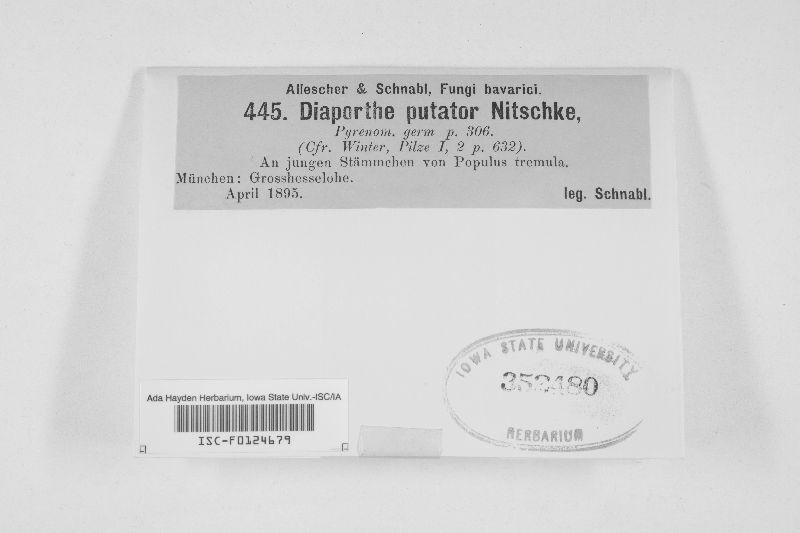 Allescher & Schnabl, Fungi bavarici.
445. Diaporthe putator Nitschke,
Pyrenom. germ p. 306.
(Cfr. Winter, Pilze I, 2 p. 632).
An jungen Stämmchen von Populus tremula.
München: Grosshesselohe.
April 1895.
leg. Schnabl.
IOWA STATE UNIVERSITY
352480
HERBARIUM
Ada Hayden Herbarium, Iowa State Univ.-ISC/IA
ISC-F0124679